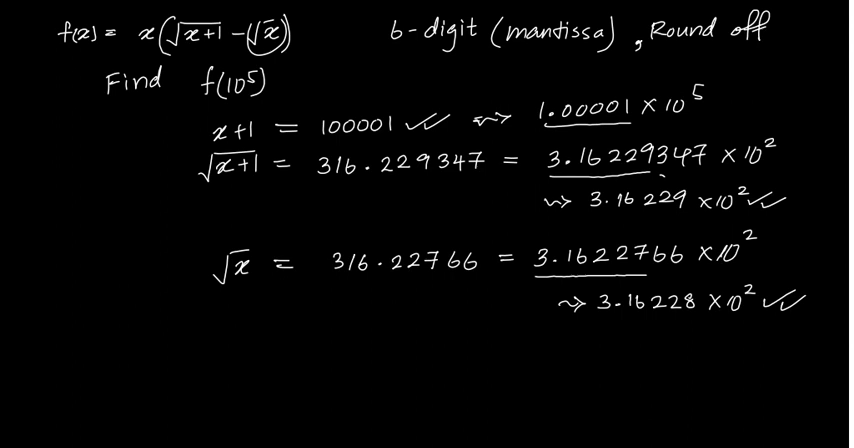 f(x) = x(√x+1 - √x) 6-digit (mantissa), Round off
Find f(10⁵)
x+1 = 100001 ✓✓ ⇝ 1.00001 × 10⁵
√x+1 = 316.229347 = 3.16229347 × 10²
⇝ 3.16229 × 10² ✓✓
√x = 316.22766 = 3.1622766 × 10²
⇝ 3.16228 × 10² ✓✓